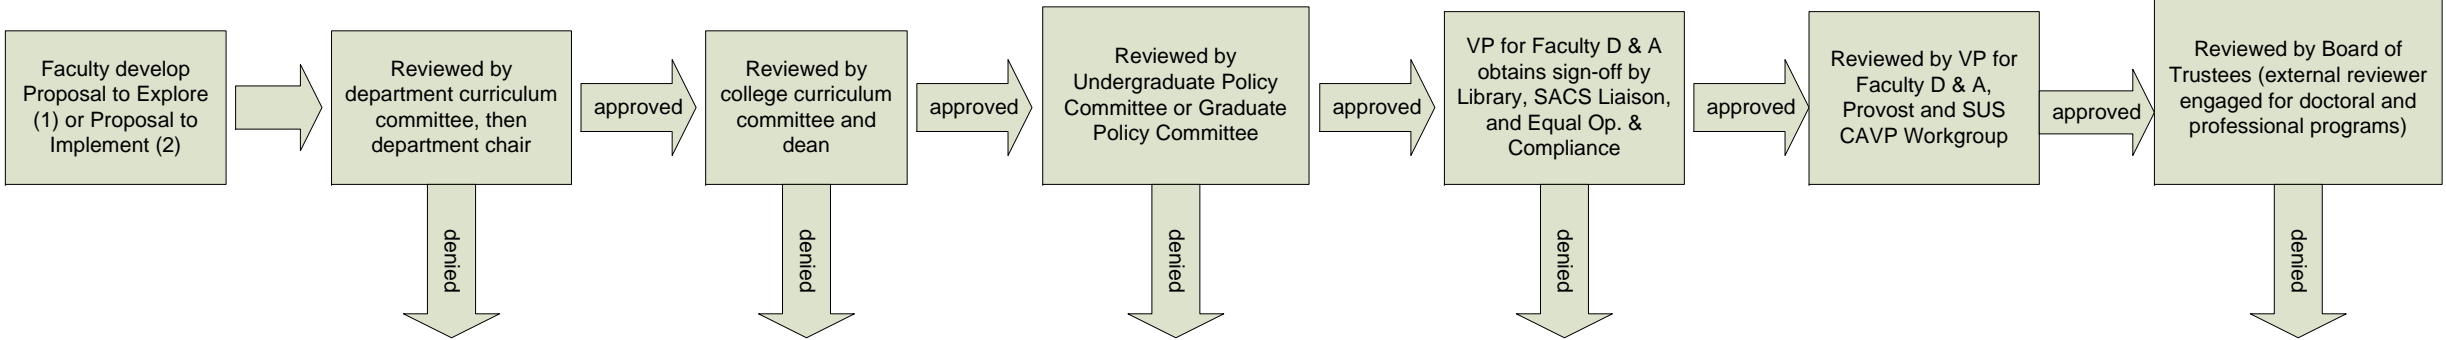 Faculty develop
Proposal to Explore
(1) or Proposal to
Implement (2)
Reviewed by
department curriculum
committee, then
department chair
approved
Reviewed by
college curriculum
committee and
dean
approved
Reviewed by
Undergraduate Policy
Committee or Graduate
Policy Committee
approved
VP for Faculty D & A
obtains sign-off by
Library, SACS Liaison,
and Equal Op. &
Compliance
approved
Reviewed by VP for
Faculty D & A,
Provost and SUS
CAVP Workgroup
approved
Reviewed by Board of
Trustees (external reviewer
engaged for doctoral and
professional programs)
denied
denied
denied
denied
denied